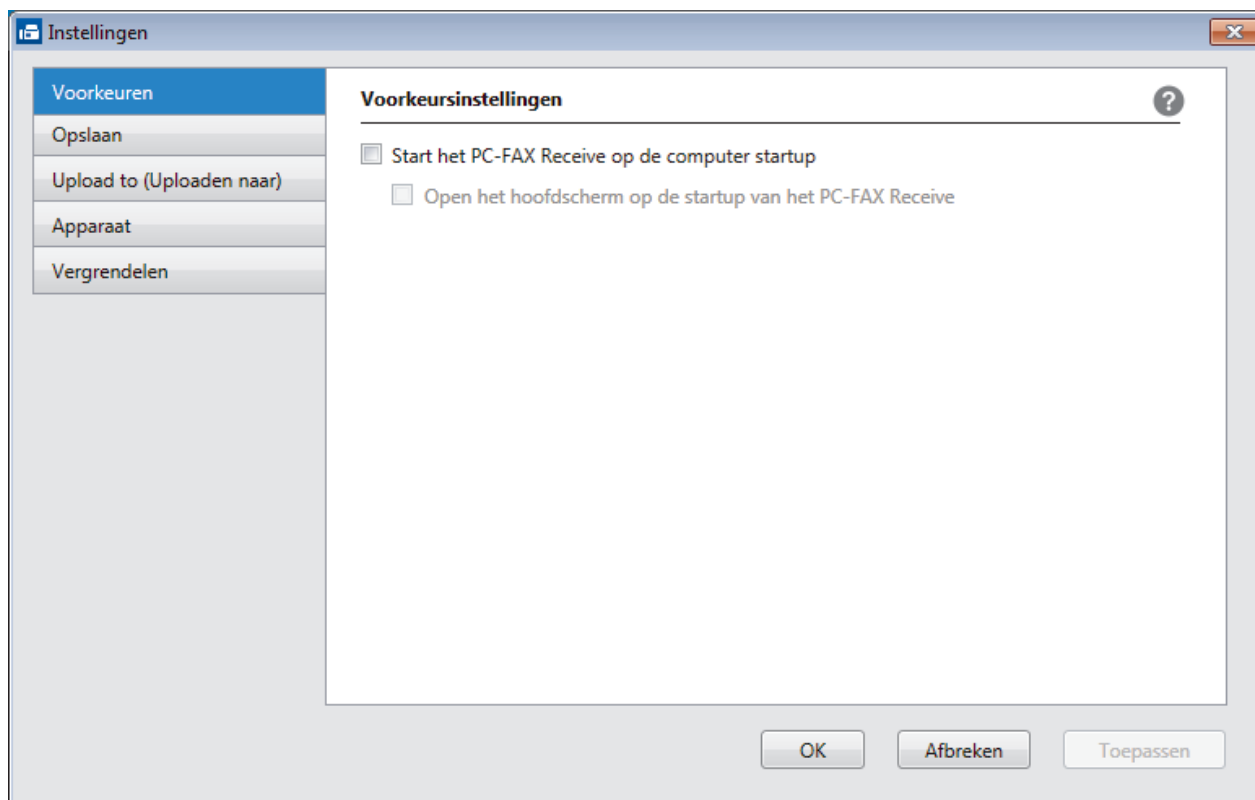 Instellingen
Voorkeuren
Opslaan
Upload to (Uploaden naar)
Apparaat
Vergrendelen
Voorkeursinstellingen
?
Start het PC-FAX Receive op de computer startup
Open het hoofdscherm op de startup van het PC-FAX Receive
OK
Afbreken
Toepassen